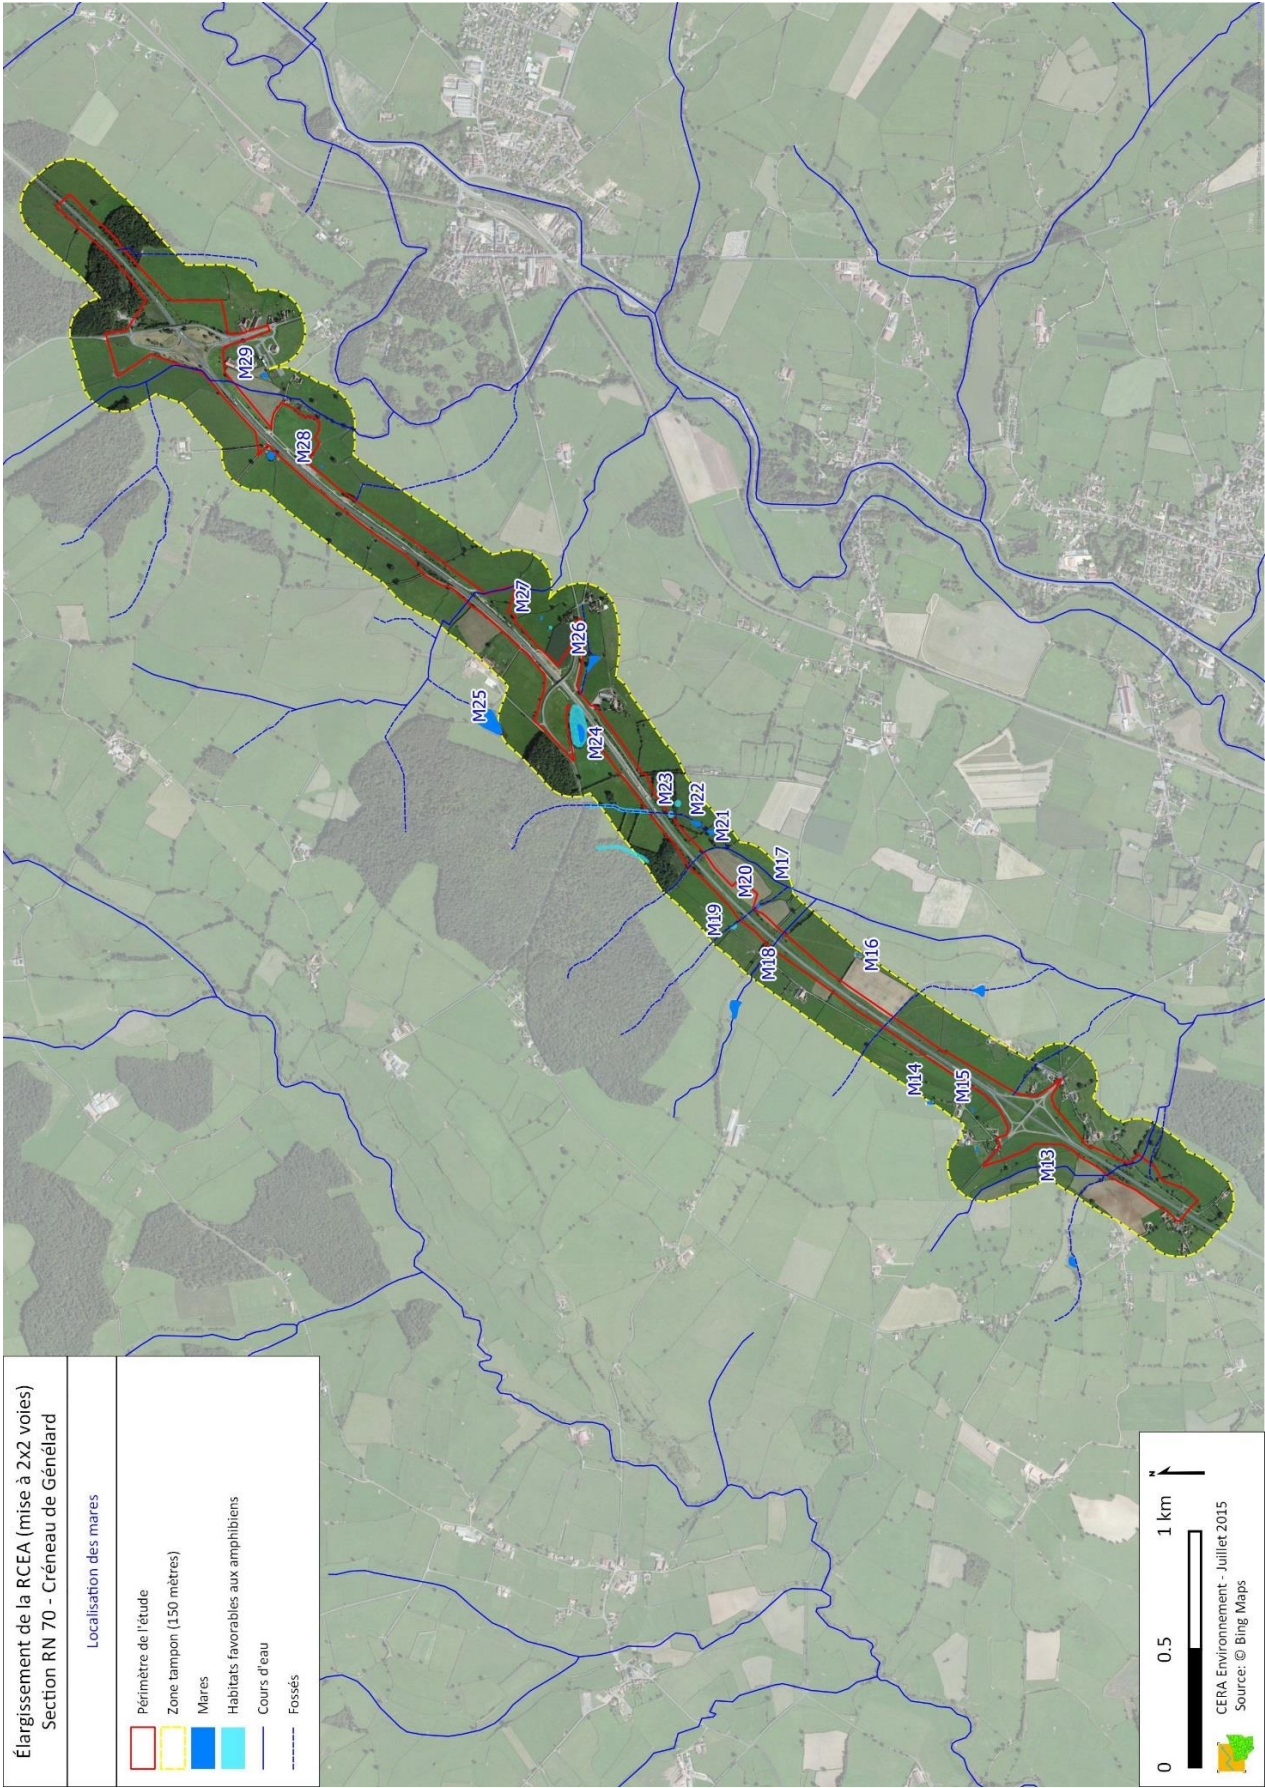 Élargissement de la RCEA (mise à 2x2 voies)
Section RN 70 - Créneau de Génélard
Localisation des mares
Périmètre de l'étude
Zone tampon (150 mètres)
Mares
Habitats favorables aux amphibiens
Cours d'eau
Fossés
M25
M29
M28
M27
M26
M24
M23
M22
M21
M20
M19
M17
M18
M16
M14
M15
M13
0
0.5
1 km
N
CERA Environnement - Juillet 2015
Source: © Bing Maps